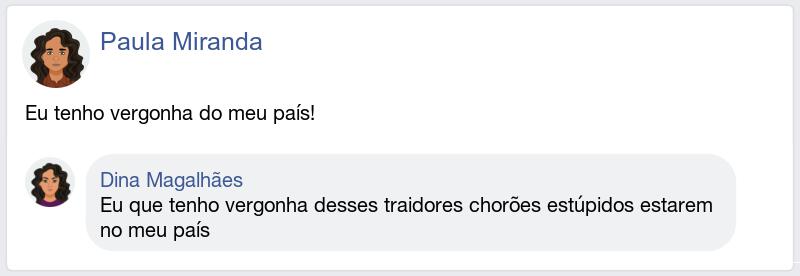 Paula Miranda
Eu tenho vergonha do meu país!
Dina Magalhães
Eu que tenho vergonha desses traidores chorões estúpidos estarem
no meu país